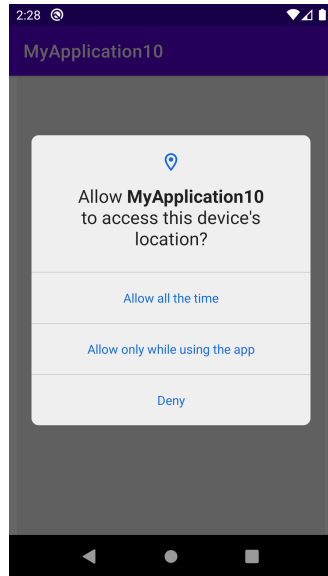 2:28
MyApplication10
Allow MyApplication10
to access this device's
location?
Allow all the time
Allow only while using the app
Deny